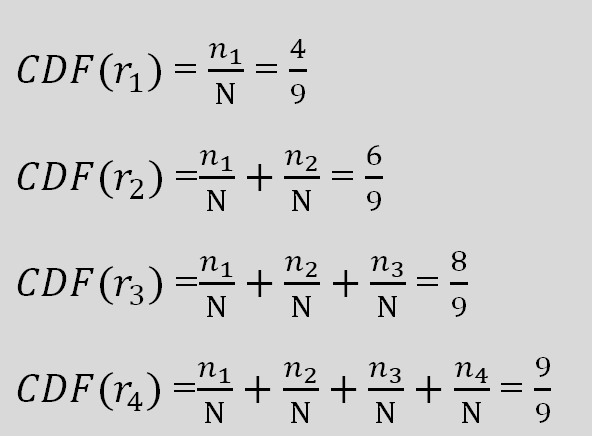 CDF(r₁) = n₁/N = 4/9
CDF(r₂) = n₁/N + n₂/N = 6/9
CDF(r₃) = n₁/N + n₂/N + n₃/N = 8/9
CDF(r₄) = n₁/N + n₂/N + n₃/N + n₄/N = 9/9